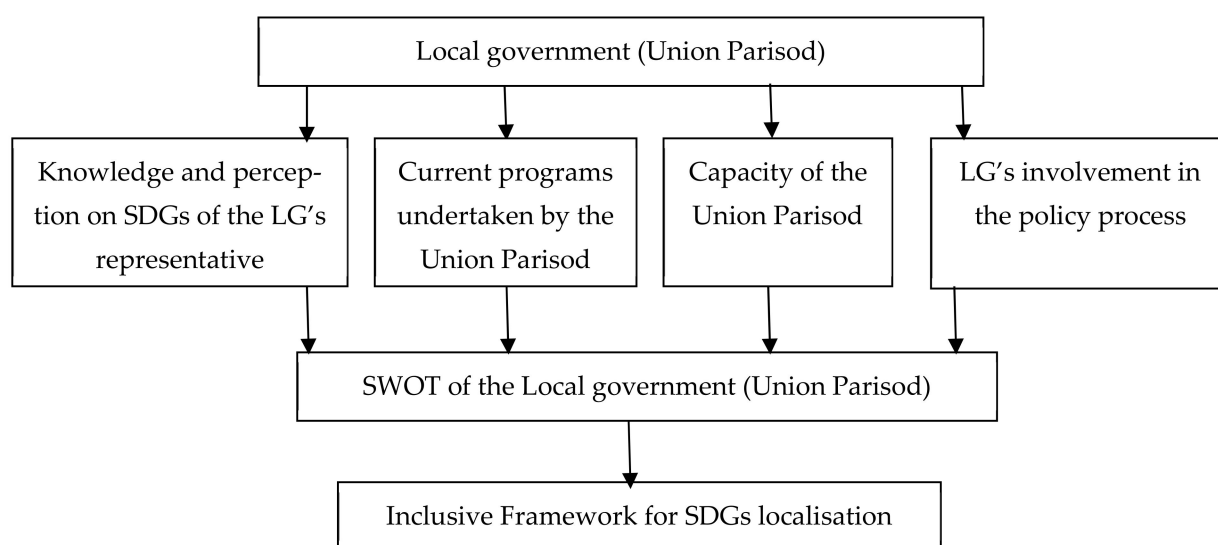 Local government (Union Parisod)
Knowledge and percep-
tion on SDGs of the LG's
representative
Current programs
undertaken by the
Union Parisod
Capacity of the
Union Parisod
LG's involvement in
the policy process
SWOT of the Local government (Union Parisod)
Inclusive Framework for SDGs localisation